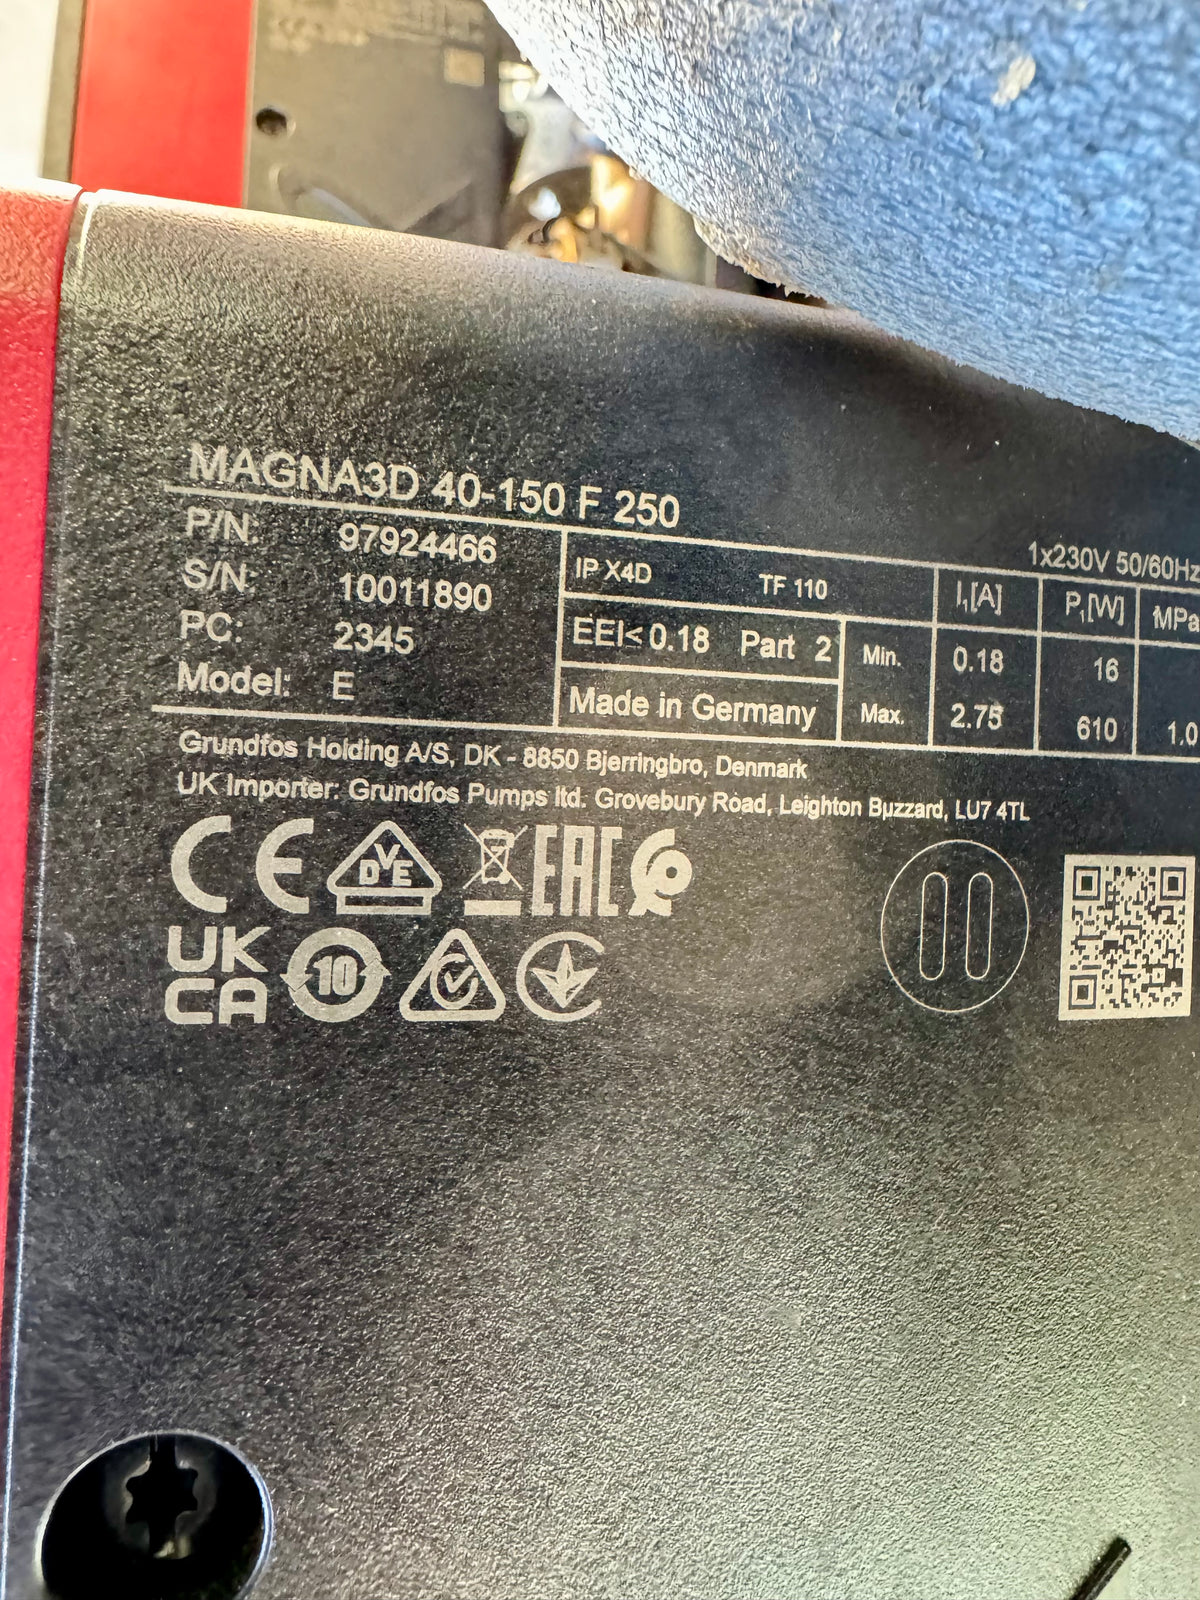 MAGNA3D 40-150 F 250
P/N: 97924466
S/N: 10011890
PC: 2345
Model: E
1x230V 50/60Hz
IP X4D TF 110
EEI≤ 0.18 Part 2
Made in Germany
I₁[A] P₁[W] MPa
Min. 0.18 16
Max. 2.75 610 1.0
Grundfos Holding A/S, DK - 8850 Bjerringbro, Denmark
UK Importer: Grundfos Pumps ltd. Grovebury Road, Leighton Buzzard, LU7 4TL
CE DVE EAC
UK
CA 10